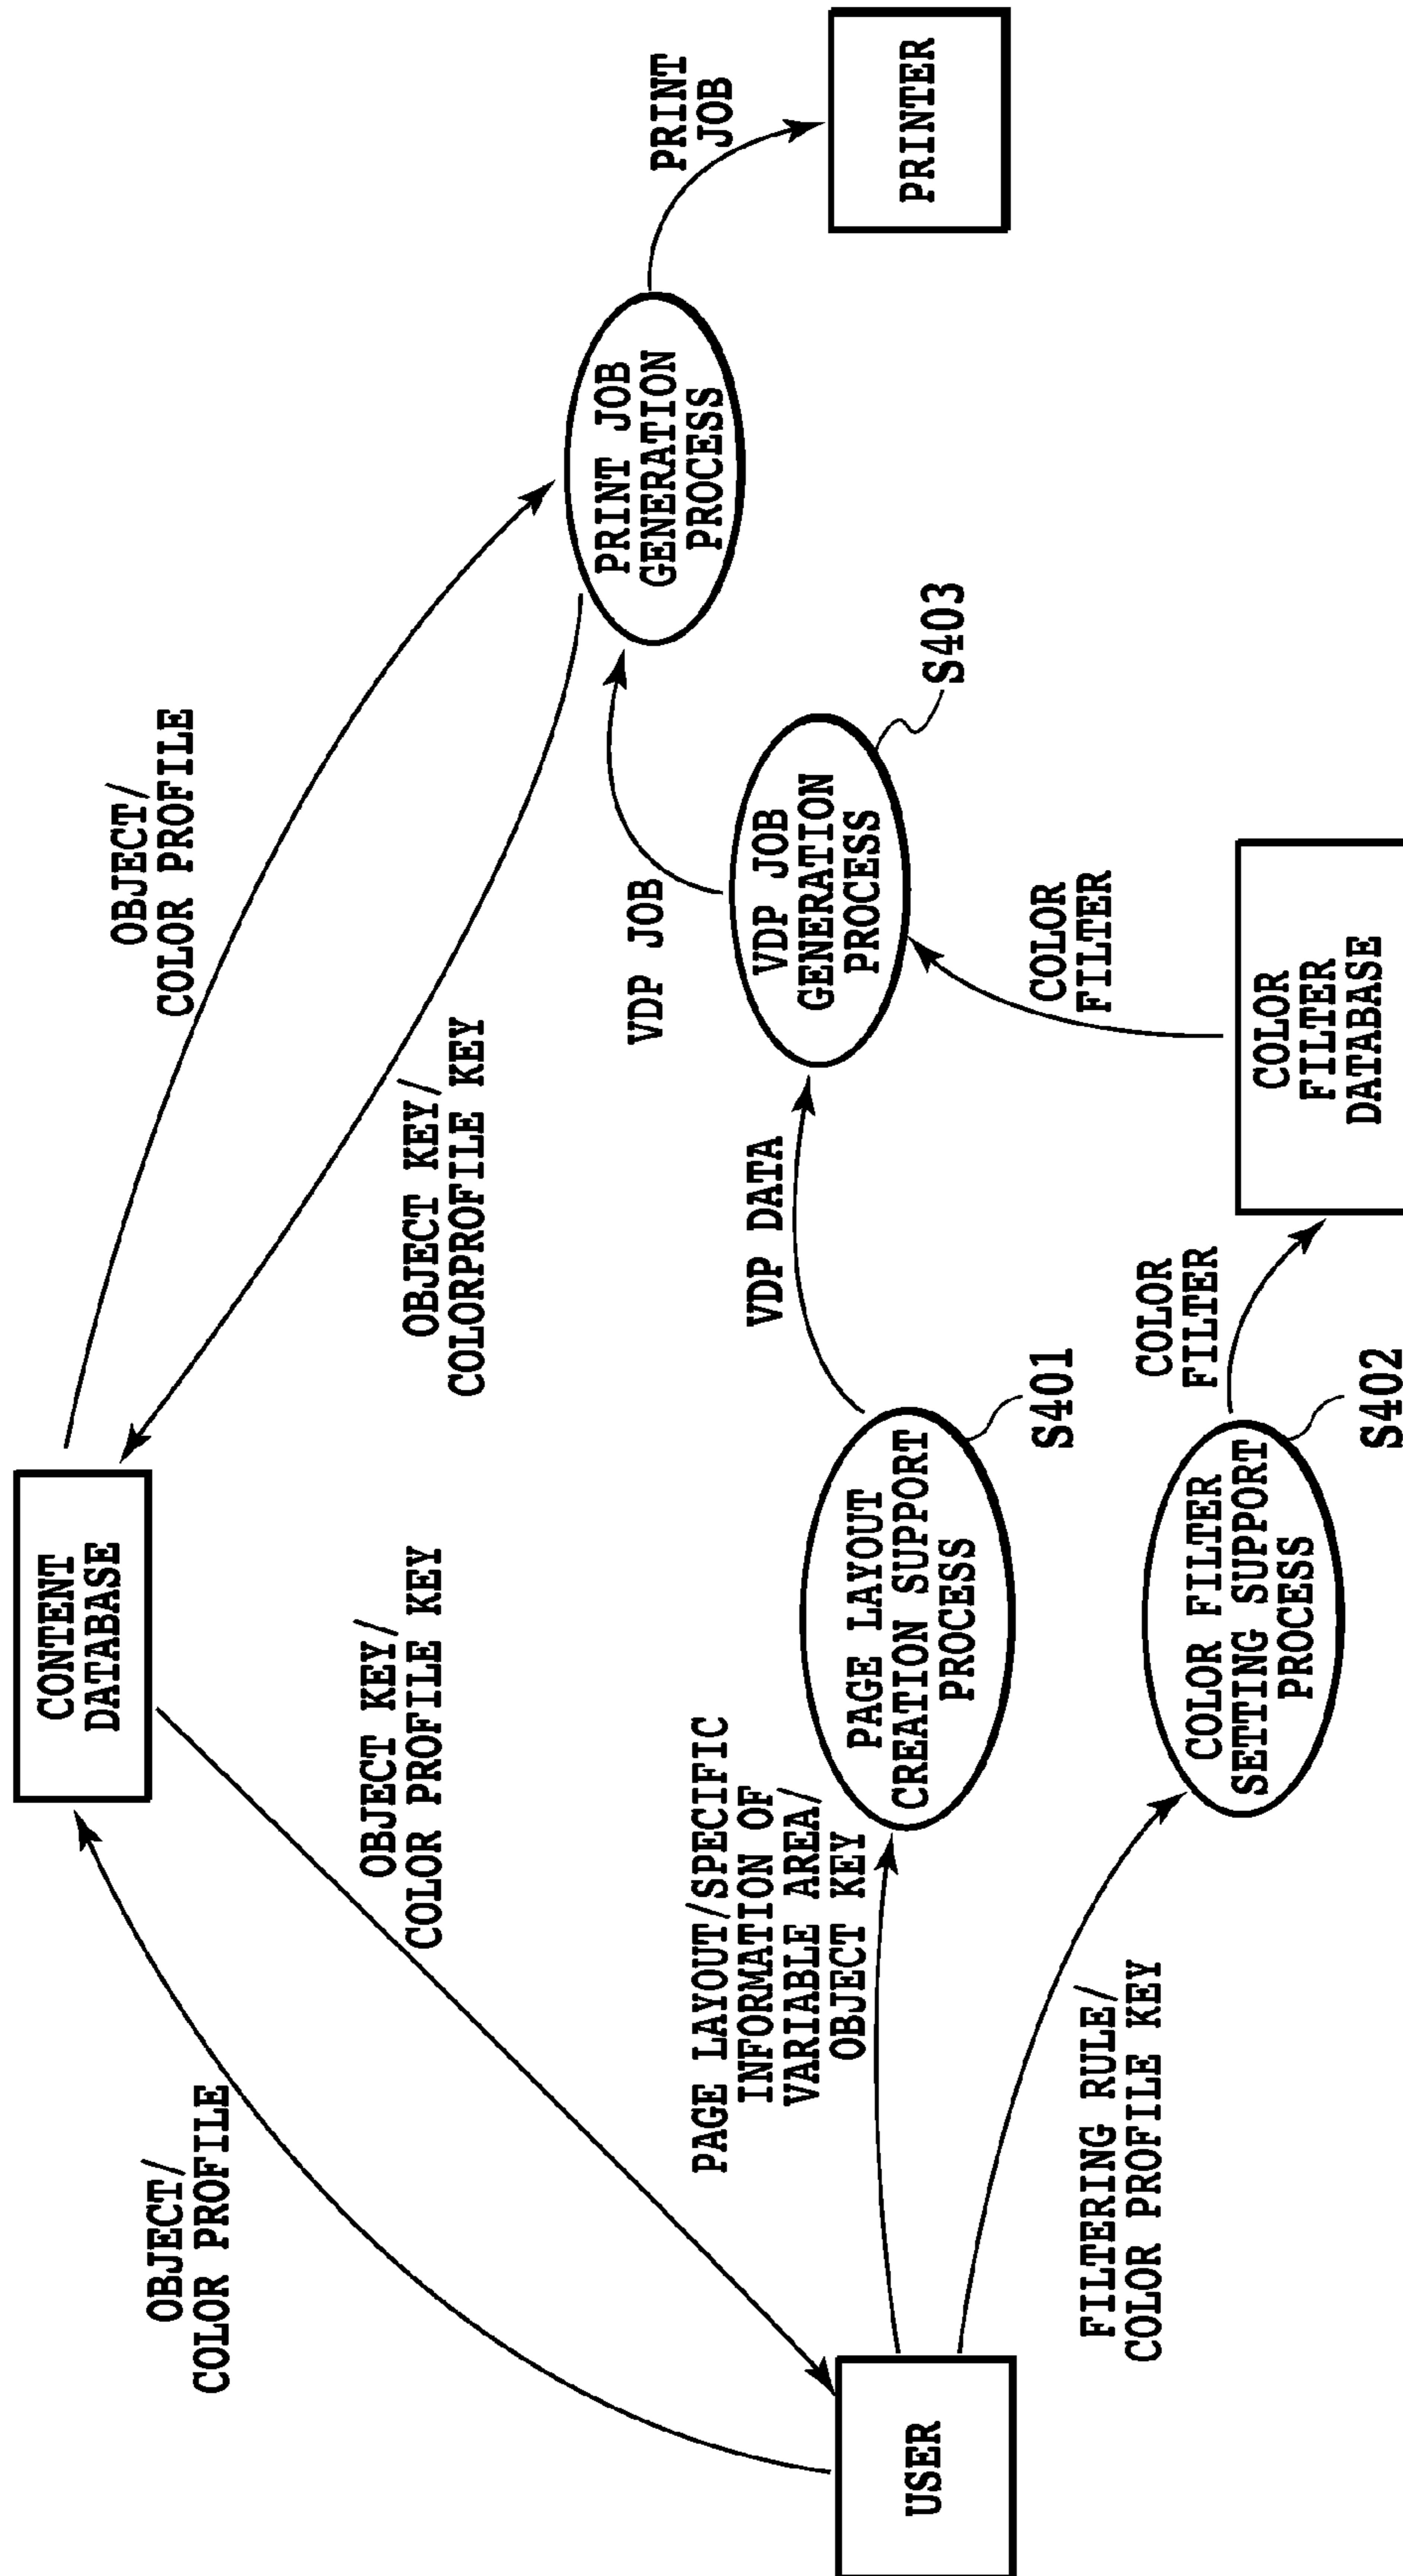 CONTENT
DATABASE
OBJECT/
COLOR PROFILE
OBJECT/
COLOR PROFILE
OBJECT KEY/
COLOR PROFILE KEY
OBJECT KEY/
COLORPROFILE KEY
PRINT
JOB
PRINT JOB
GENERATION
PROCESS
PRINTER
VDP JOB
VDP JOB
GENERATION
PROCESS
S403
VDP DATA
COLOR
FILTER
PAGE LAYOUT/SPECIFIC
INFORMATION OF
VARIABLE AREA/
OBJECT KEY
PAGE LAYOUT
CREATION SUPPORT
PROCESS
S401
USER
FILTERING RULE/
COLOR PROFILE KEY
COLOR FILTER
SETTING SUPPORT
PROCESS
S402
COLOR
FILTER
COLOR
FILTER
DATABASE